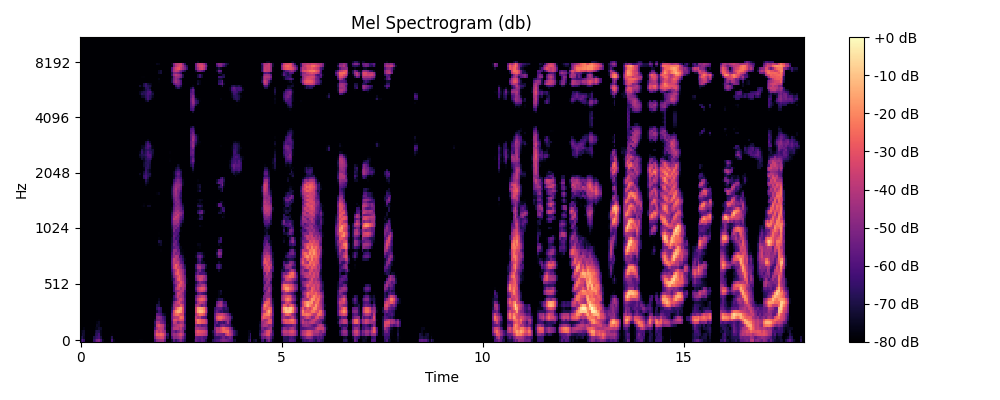 Mel Spectrogram (db)
Hz
8192
4096
2048
1024
512
0
0 5 10 15
Time
+0 dB
-10 dB
-20 dB
-30 dB
-40 dB
-50 dB
-60 dB
-70 dB
-80 dB